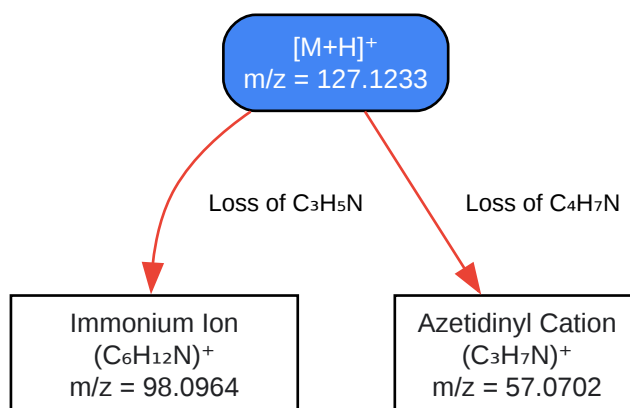 [M+H]⁺
m/z = 127.1233
Loss of C₃H₅N
Loss of C₄H₇N
Immonium Ion
(C₆H₁₂N)⁺
m/z = 98.0964
Azetidinyl Cation
(C₃H₇N)⁺
m/z = 57.0702